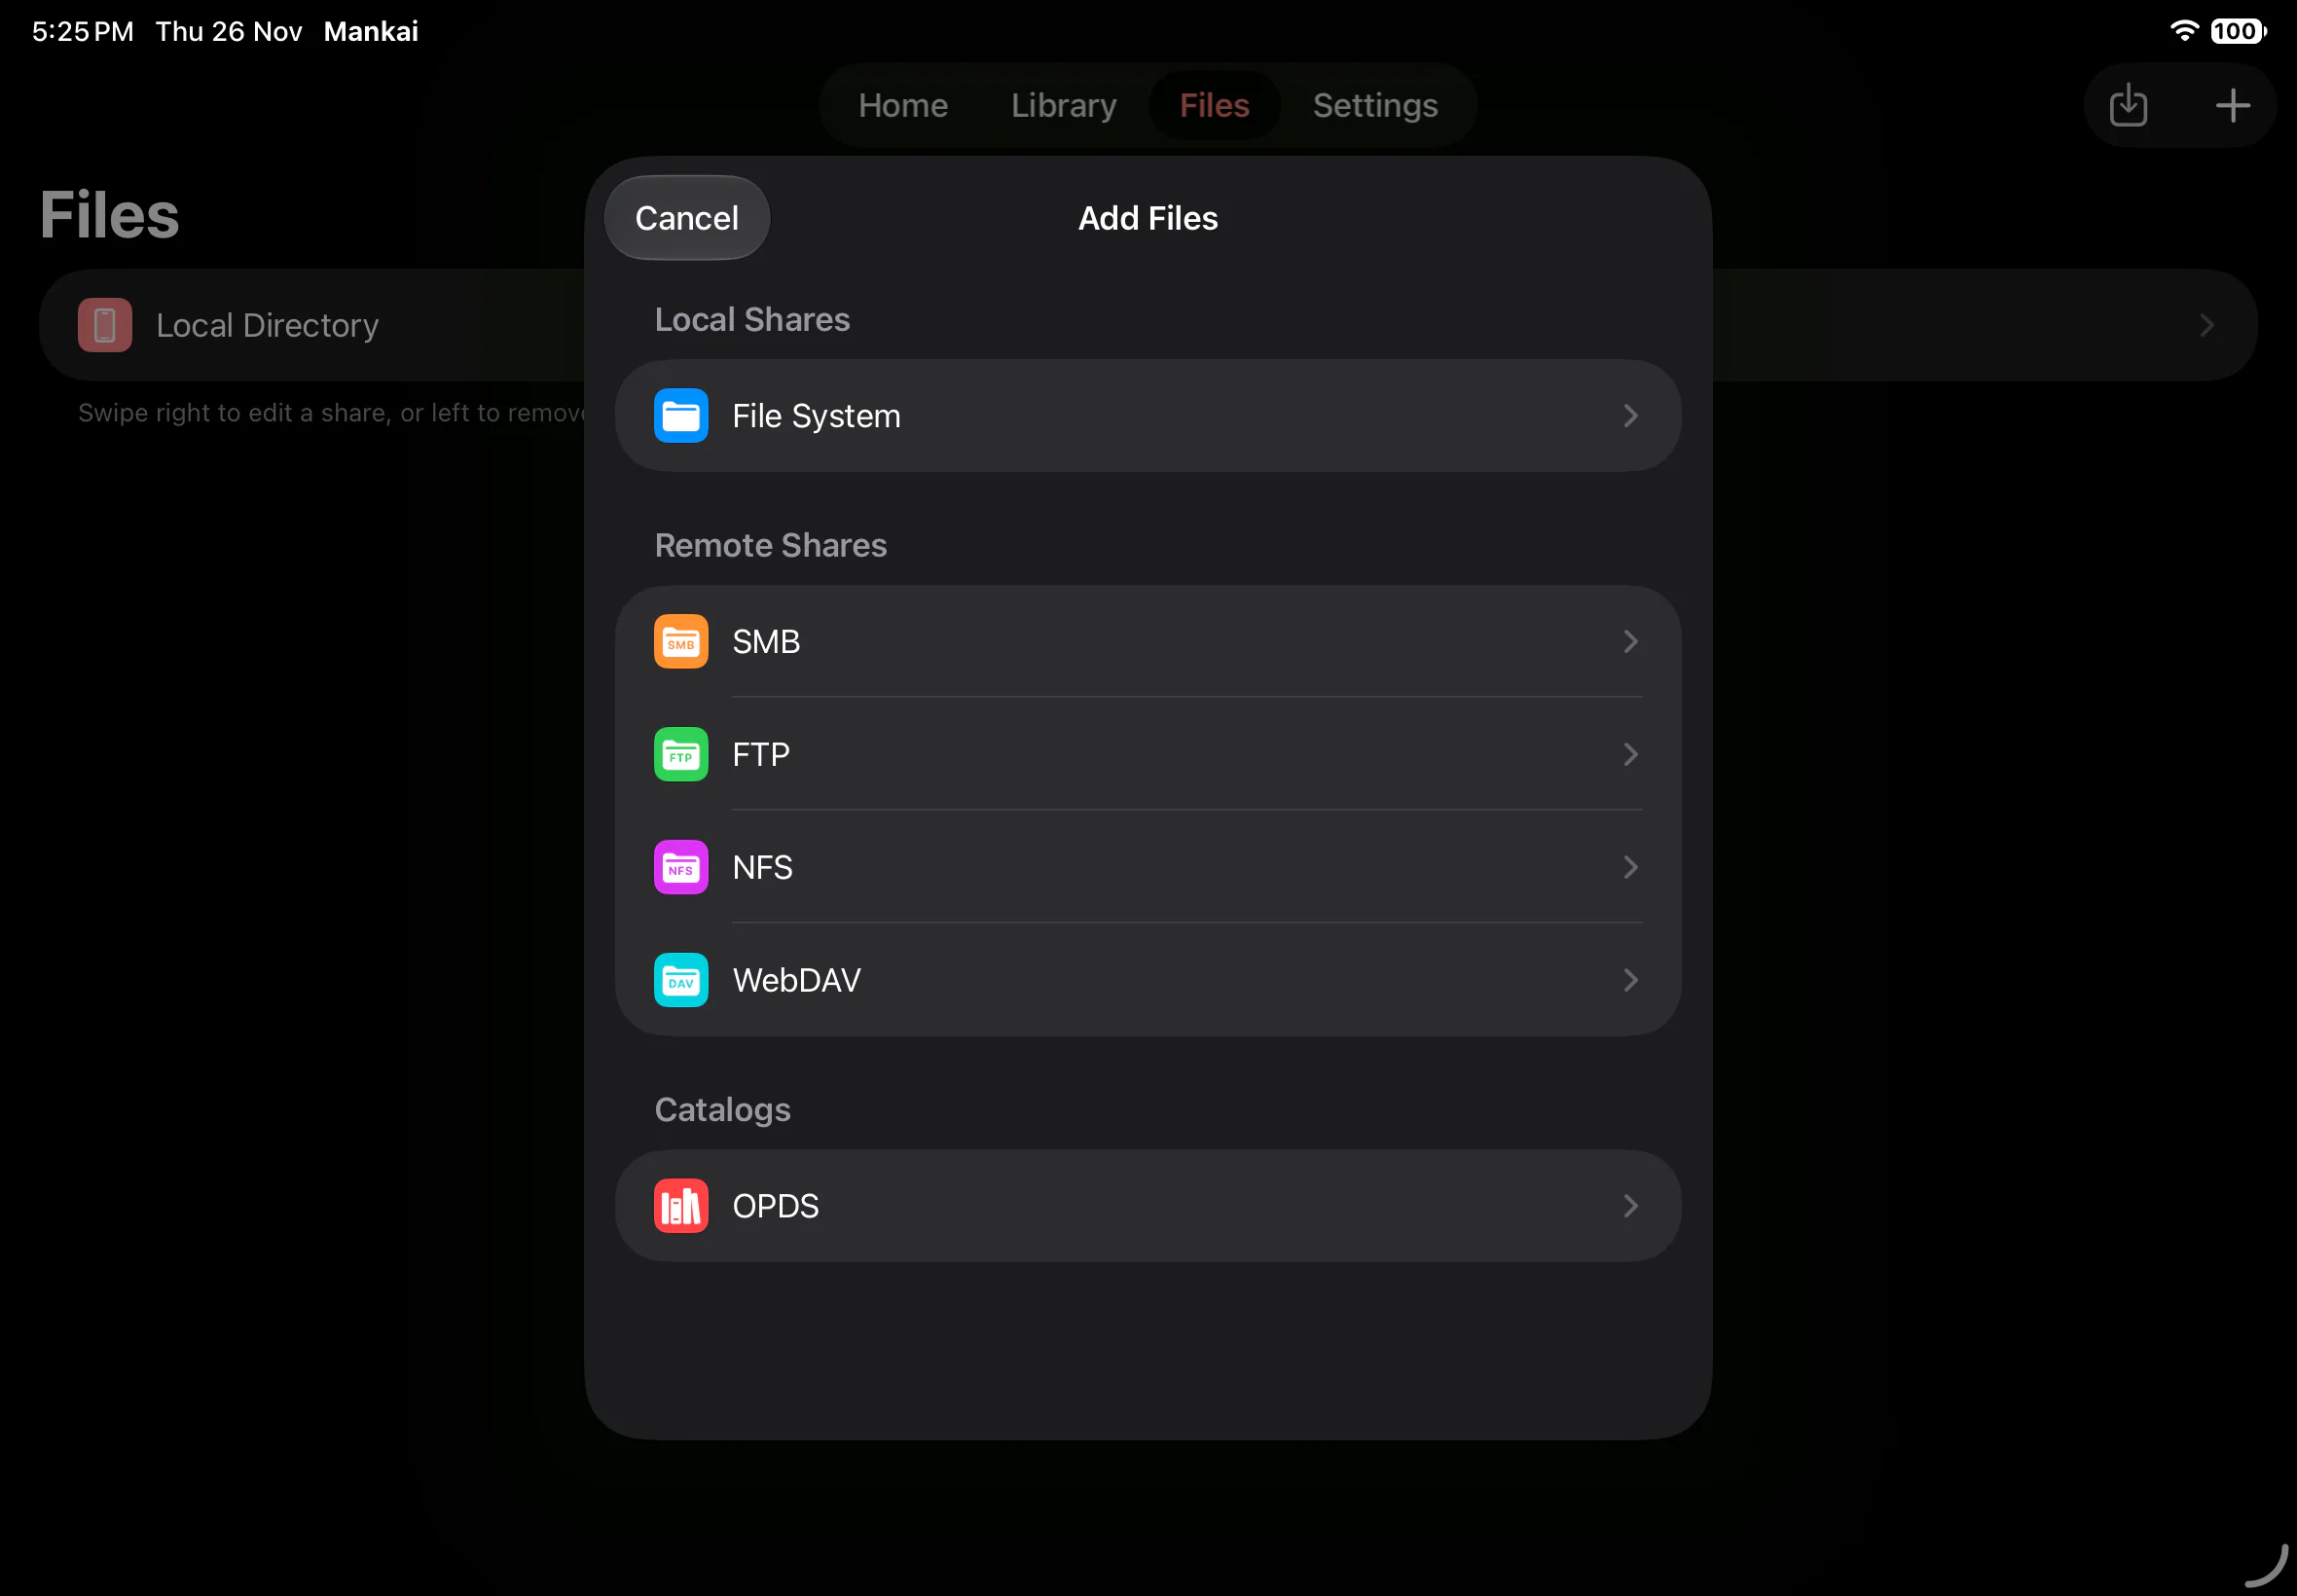 5:25 PM Thu 26 Nov Mankai
100
Home Library Files Settings
Files
Cancel
Add Files
Local Directory
Swipe right to edit a share, or left to remove
Local Shares
File System
Remote Shares
SMB
SMB
FTP
FTP
NFS
NFS
DAV
WebDAV
Catalogs
OPDS